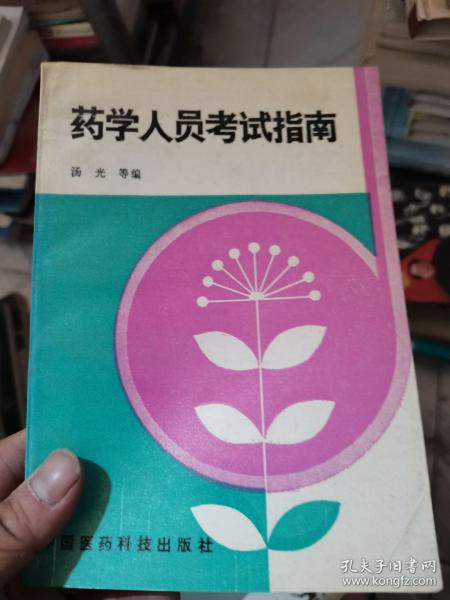 药学人员考试指南
汤光 等编
中国医药科技出版社
孔夫子旧书网
www.kongfz.com